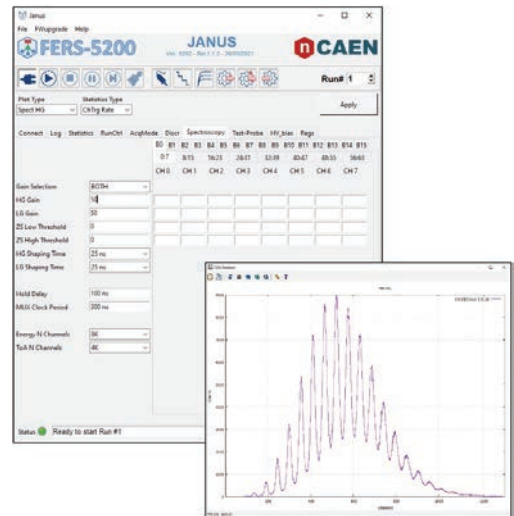 Janus
File FWupgrade Help
FERS-5200
JANUS
n CAEN
Run# 1
Plot Type
Statistics Type
Spect HG
ChTrg Rate
Apply
Connect Log Statistics RunCtrl AcqMode Discr Spectroscopy Test-Probe HV_bias Regs
B0 B1 B2 B3 B4 B5 B6 B7 B8 B9 B10 B11 B12 B13 B14 B15
0:7 8:15 16:23 24:31 32:39 40:47 48:55 56:63
CH 0 CH 1 CH 2 CH 3 CH 4 CH 5 CH 6 CH 7
Gain Selection BOTH
HG Gain
LG Gain 50
ZS Low Threshold 0
ZS High Threshold 0
HG Shaping Time 25 ns
LG Shaping Time 25 ns
Hold Delay 100 ns
MUX Clock Period 300 ns
Energy N Channels 8K
ToA N Channels 4K
Status Ready to start Run #1